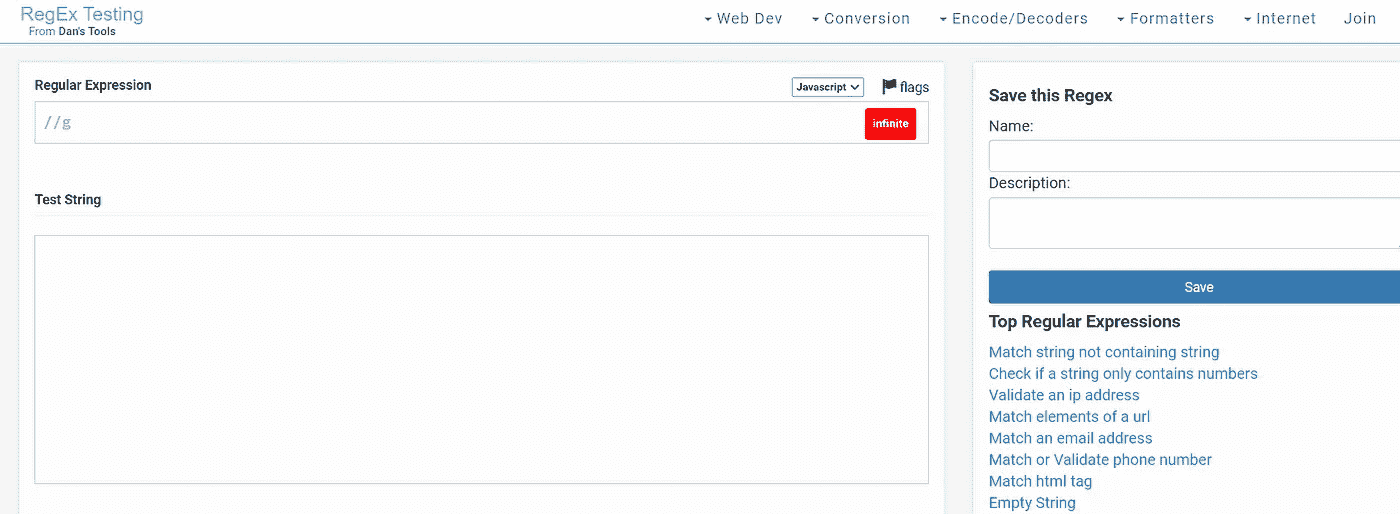 RegEx Testing
From Dan's Tools
Web Dev
Conversion
Encode/Decoders
Formatters
Internet
Join
Regular Expression
Javascript
flags
//g
infinite
Test String
Save this Regex
Name:
Description:
Save
Top Regular Expressions
Match string not containing string
Check if a string only contains numbers
Validate an ip address
Match elements of a url
Match an email address
Match or Validate phone number
Match html tag
Empty String